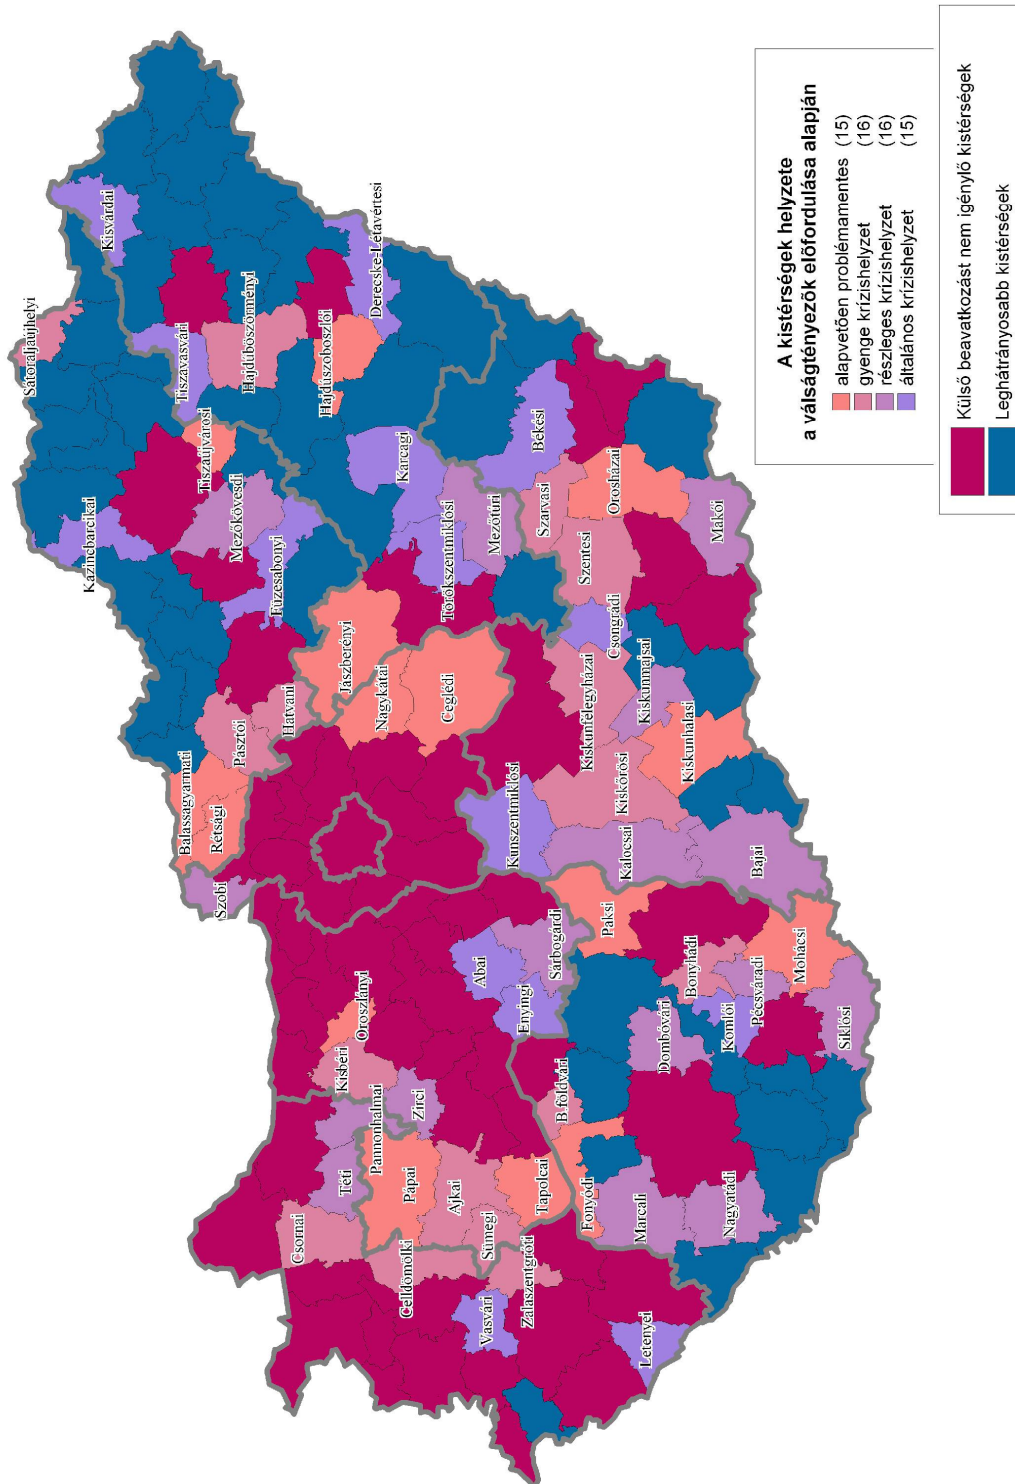 A kistérségek helyzete
a válságtényezők előfordulása alapján
alapvetően problémamentes (15)
gyenge krízishelyzet (16)
részleges krízishelyzet (16)
általános krízishelyzet (15)
Külső beavatkozást nem igénylő kistérségek
Leghátrányosabb kistérségek
Sátoraljaújhelyi
Kisvárdai
Kazincbarcikai
Tiszavasvári
Tiszaújvárosi
Hajdúböszörményi
Mezőkövesdi
Füzesabonyi
Hajdúszoboszlói
Derecske-Létavértesi
Balassagyarmati
Rétsági
Pásztói
Hatvani
Szobi
Jászberényi
Nagykátai
Ceglédi
Karcagi
Törökszentmiklósi
Mezőtúri
Békési
Szarvasi
Orosházai
Szentesi
Makói
Csongrádi
Kiskunfélegyházai
Kiskunmajsai
Kiskunhalasi
Kiskőrösi
Kunszentmiklósi
Kalocsai
Bajai
Oroszlányi
Kisbéri
Pannonhalmai
Zirci
Téti
Csornai
Pápai
Ajkai
Celldömölki
Sümegi
Tapolcai
Zalaszentgróti
Vasvári
Letenyei
Abai
Sárbogárdi
Enyingi
Paksi
B.földvári
Fonyódi
Marcali
Nagyatádi
Dombóvári
Bonyhádi
Komlói
Pécsváradi
Mohácsi
Siklósi